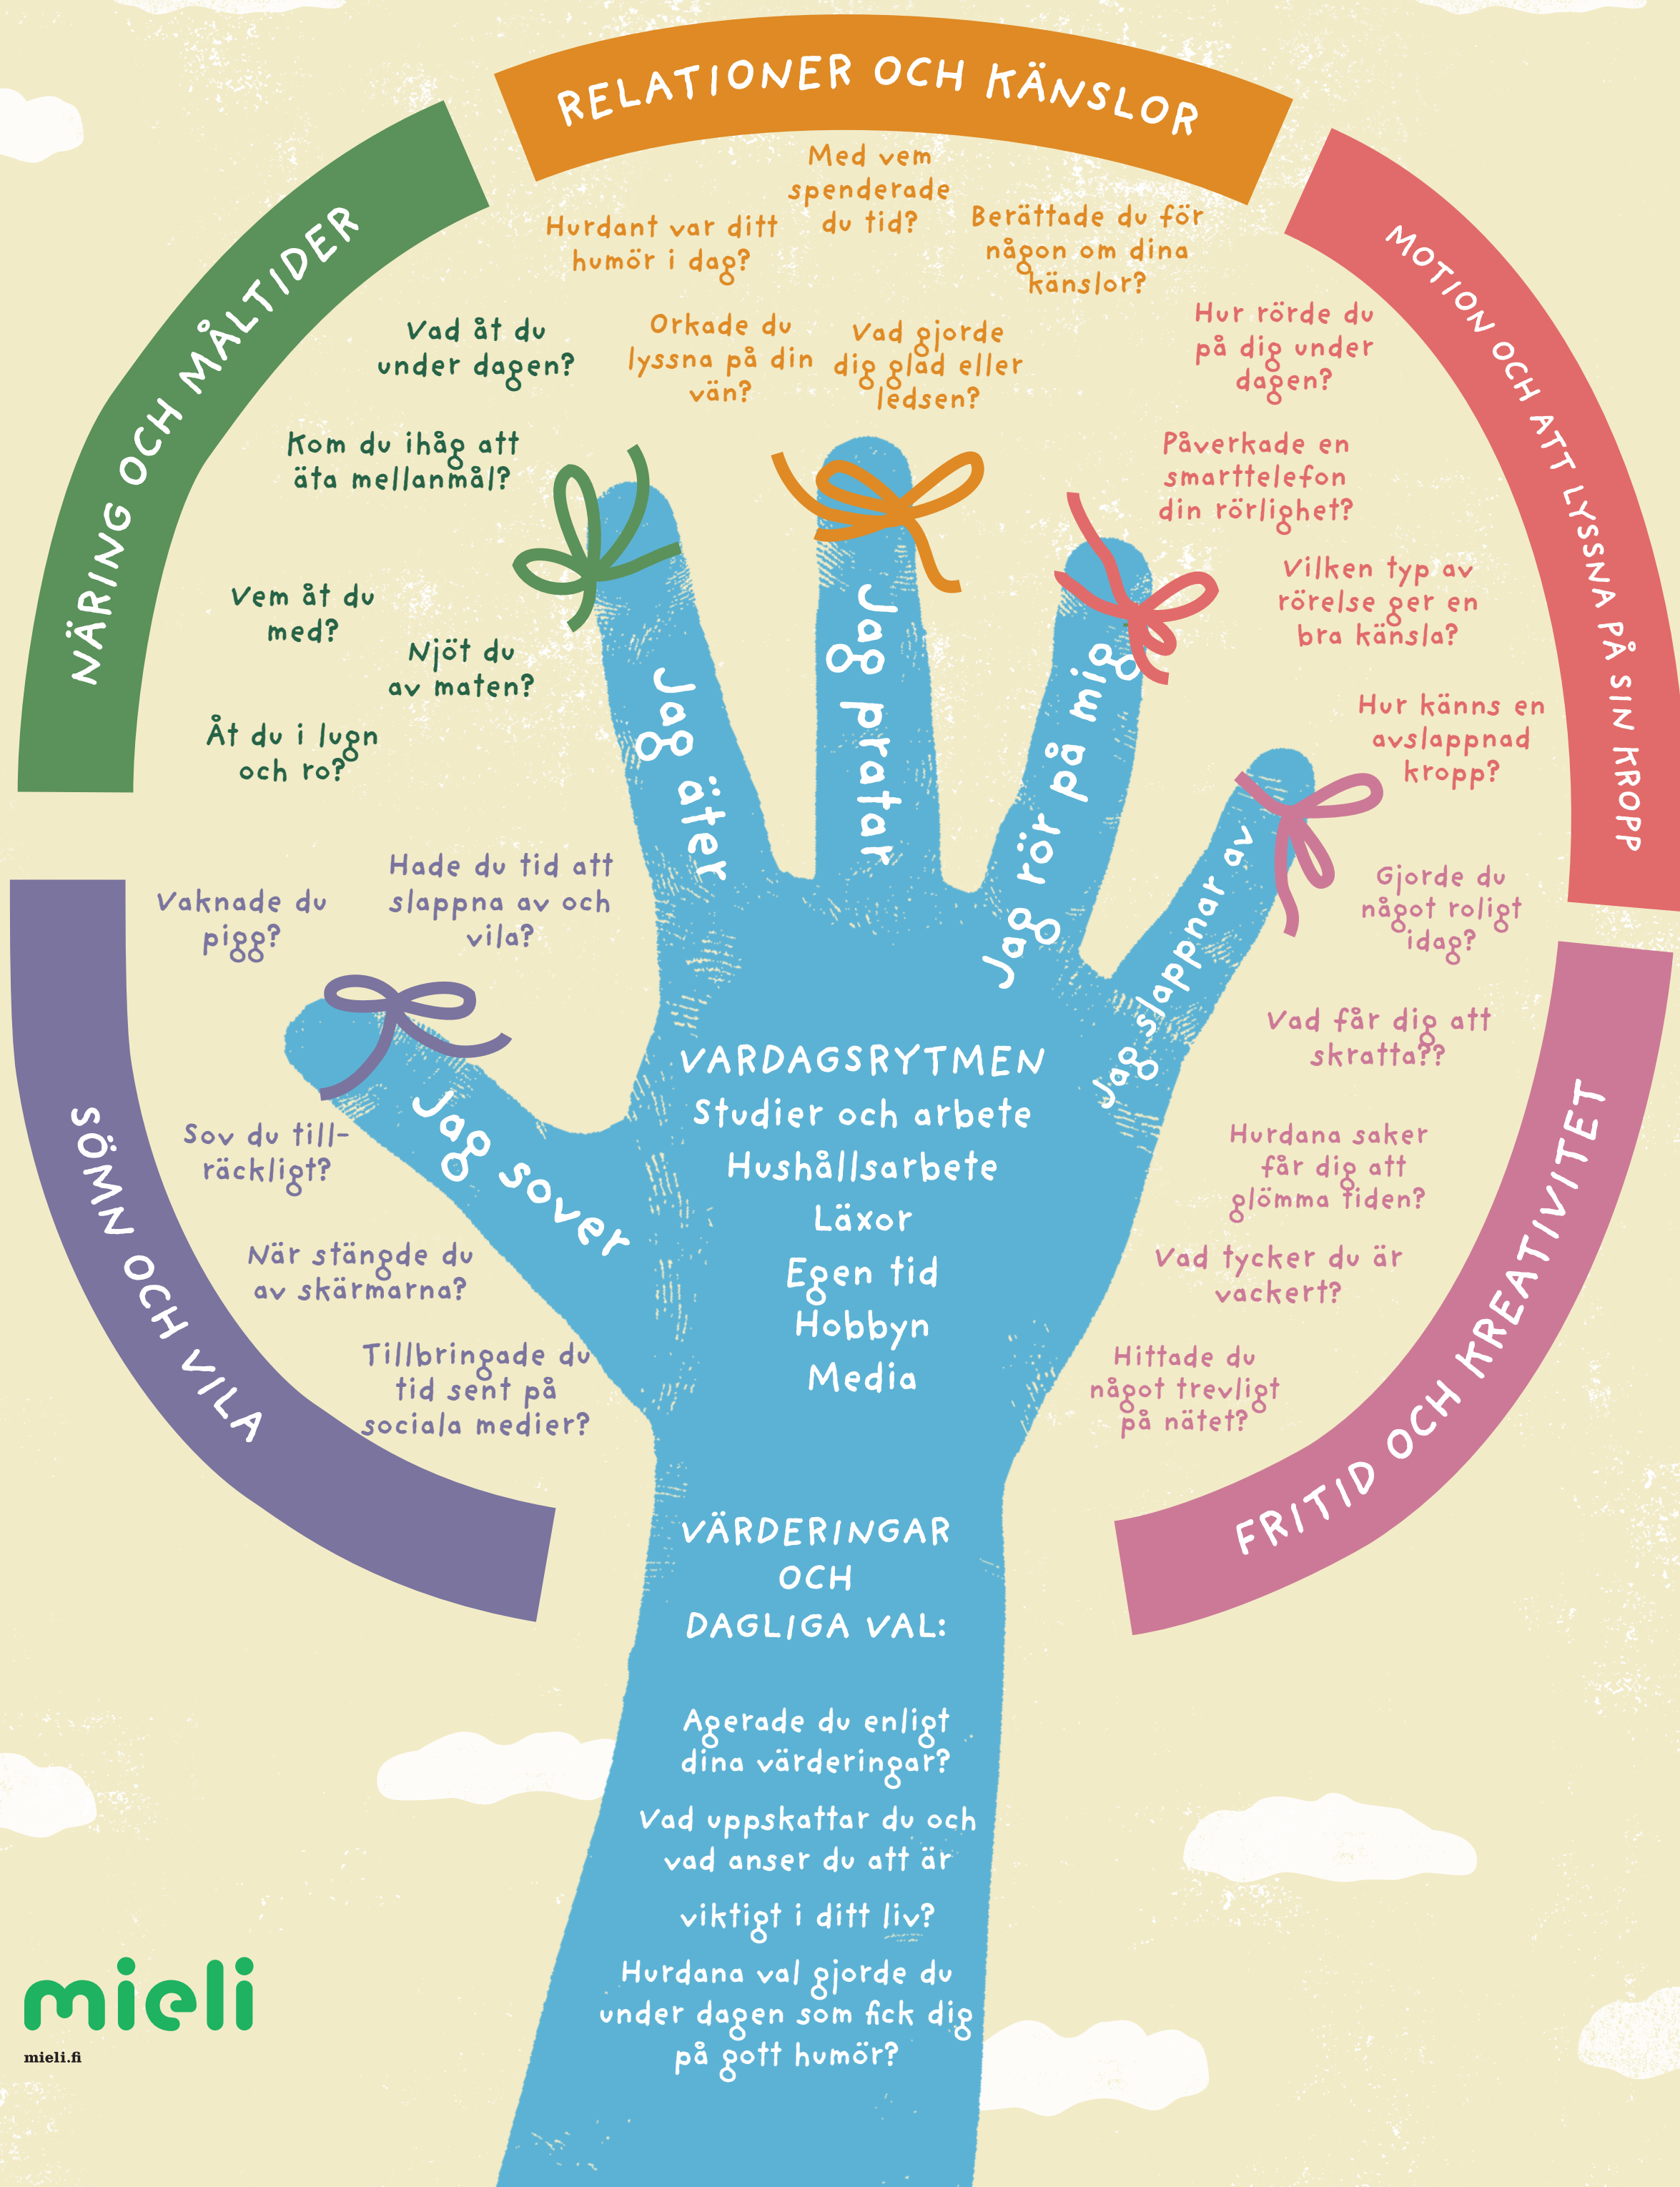 RELATIONER OCH KÄNSLOR
Med vem
spenderade
du tid?
Hurdant var ditt
humör i dag?
Berättade du för
någon om dina
känslor?
Orkade du
lyssna på din
vän?
Vad gjorde
dig glad eller
ledsen?
NÄRING OCH MÅLTIDER
Vad åt du
under dagen?
Kom du ihåg att
äta mellanmål?
Vem åt du
med?
Njöt du
av maten?
Åt du i lugn
och ro?
MOTION OCH ATT LYSSNA PÅ SIN KROPP
Hur rörde du
på dig under
dagen?
Påverkade en
smarttelefon
din rörlighet?
Vilken typ av
rörelse ger en
bra känsla?
Hur känns en
avslappnad
kropp?
SÖMN OCH VILA
Vaknade du
pigg?
Hade du tid att
slappna av och
vila?
Sov du till-
räckligt?
När stängde du
av skärmarna?
Tillbringade du
tid sent på
sociala medier?
FRITID OCH KREATIVITET
Gjorde du
något roligt
idag?
Vad får dig att
skratta??
Hurdana saker
får dig att
glömma tiden?
Vad tycker du är
vackert?
Hittade du
något trevligt
på nätet?
Jag sover
Jag äter
Jag pratar
Jag rör på mig
Jag slappnar av
VARDAGSRYTMEN
Studier och arbete
Hushållsarbete
Läxor
Egen tid
Hobbyn
Media
VÄRDERINGAR
OCH
DAGLIGA VAL:
Agerade du enligt
dina värderingar?
Vad uppskattar du och
vad anser du att är
viktigt i ditt liv?
Hurdana val gjorde du
under dagen som fick dig
på gott humör?
mieli
mieli.fi